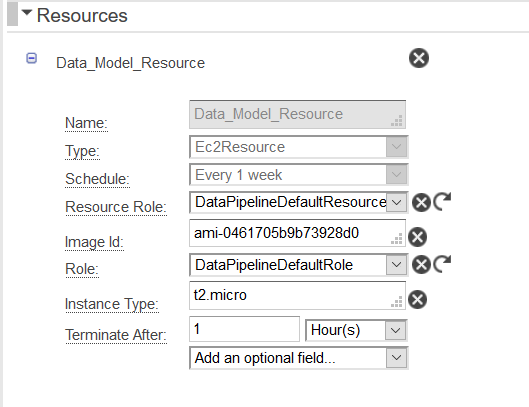 Resources
Data_Model_Resource
Name: Data_Model_Resource
Type: Ec2Resource
Schedule: Every 1 week
Resource Role: DataPipelineDefaultResource
Image Id: ami-0461705b9b73928d0
Role: DataPipelineDefaultRole
Instance Type: t2.micro
Terminate After: 1 Hour(s)
Add an optional field...